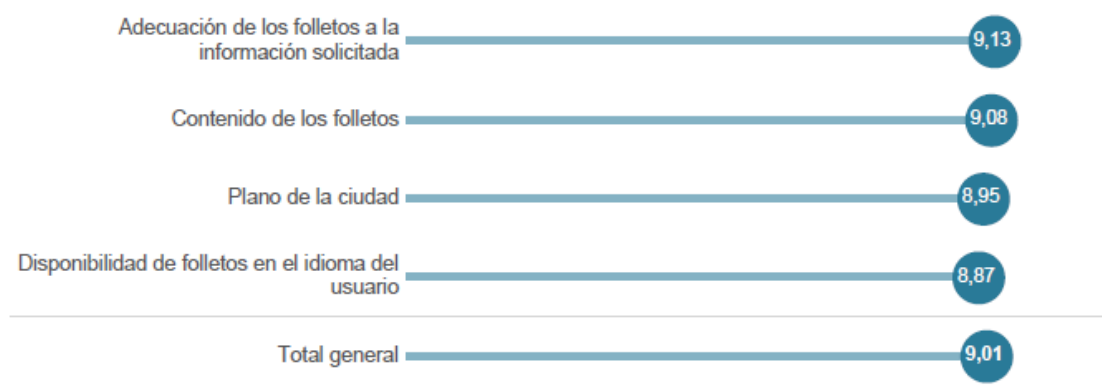 Adecuación de los folletos a la
información solicitada
9,13
Contenido de los folletos
9,08
Plano de la ciudad
8,95
Disponibilidad de folletos en el idioma del
usuario
8,87
Total general
9,01